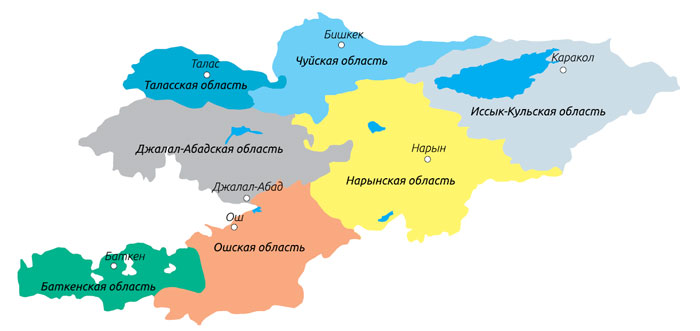 Бишкек
Талас
Чуйская область
Каракол
Таласская область
Иссык-Кульская область
Джалал-Абадская область
Нарын
Нарынская область
Джалал-Абад
Ош
Ошская область
Баткен
Баткенская область